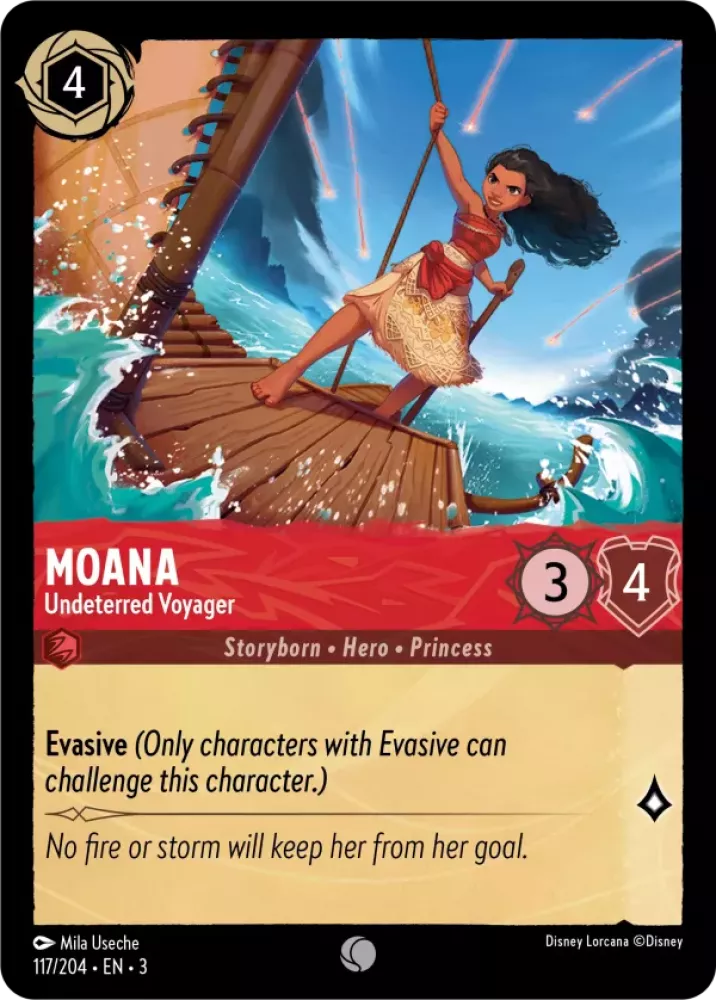 4
MOANA
Undeterred Voyager
3
4
Storyborn • Hero • Princess
Evasive (Only characters with Evasive can
challenge this character.)
No fire or storm will keep her from her goal.
Mila Useche
Disney Lorcana ©Disney
117/204 • EN • 3